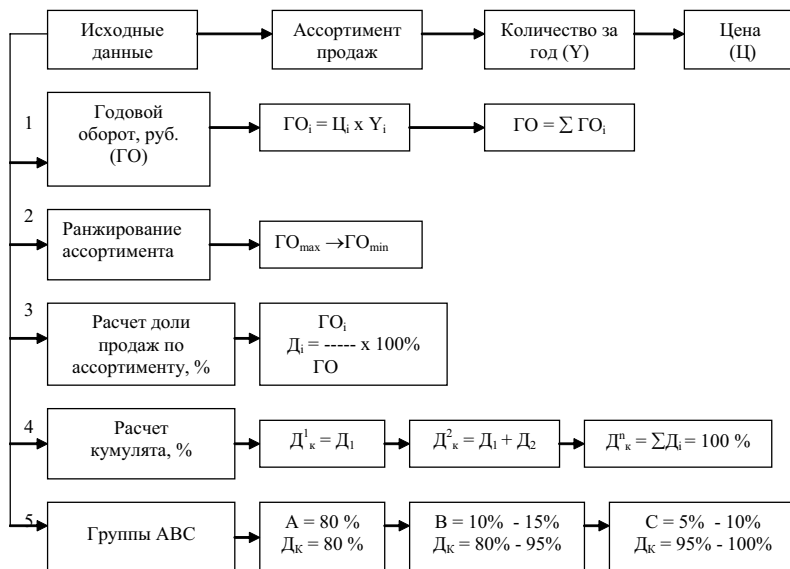 Исходные данные
Ассортимент продаж
Количество за год (Y)
Цена (Ц)
1
Годовой оборот, руб. (ГО)
ГОi = Цi x Yi
ГО = ∑ ГОi
2
Ранжирование ассортимента
ГОmax →ГОmin
3
Расчет доли продаж по ассортименту, %
ГОi
Дi = ----- x 100%
ГО
4
Расчет кумулята, %
Д¹к = Д1
Д²к = Д1 + Д2
Дⁿк = ∑Дi = 100 %
5
Группы АВС
А = 80 %
ДК = 80 %
В = 10% - 15%
ДК = 80% - 95%
С = 5% - 10%
ДК = 95% - 100%